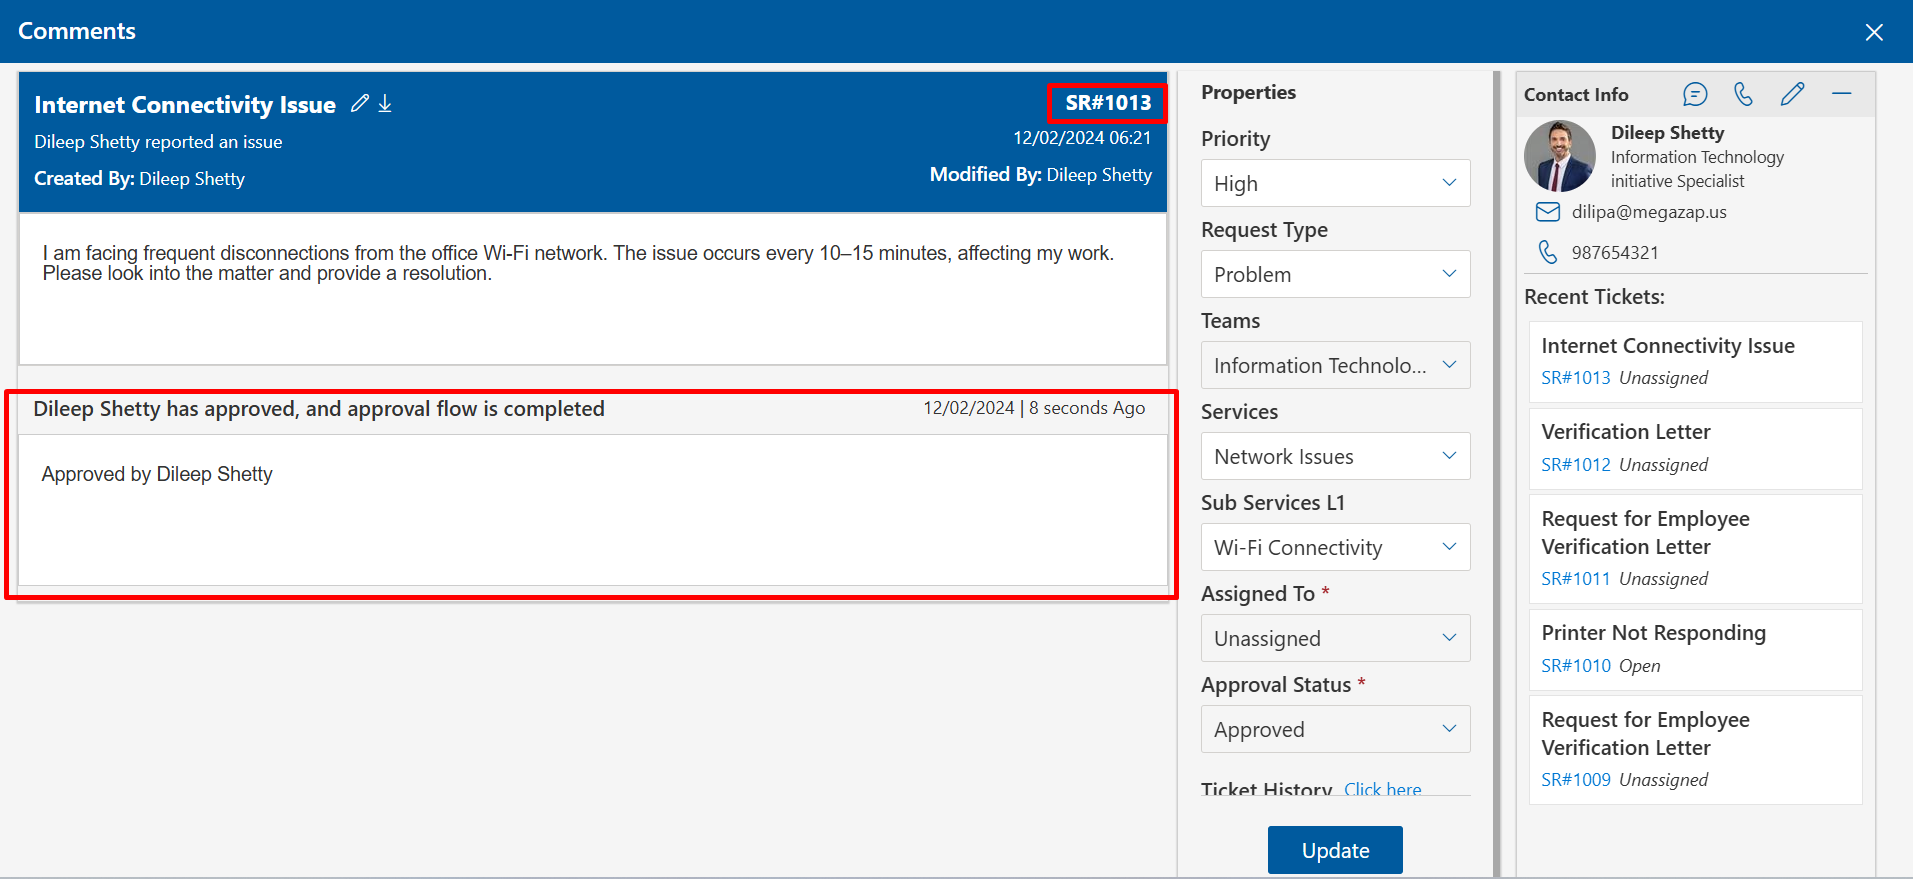 Comments
Internet Connectivity Issue
SR#1013
Dileep Shetty reported an issue
12/02/2024 06:21
Created By: Dileep Shetty
Modified By: Dileep Shetty
I am facing frequent disconnections from the office Wi-Fi network. The issue occurs every 10–15 minutes, affecting my work.
Please look into the matter and provide a resolution.
Dileep Shetty has approved, and approval flow is completed
12/02/2024 | 8 seconds Ago
Approved by Dileep Shetty
Properties
Priority
High
Request Type
Problem
Teams
Information Technolo...
Services
Network Issues
Sub Services L1
Wi-Fi Connectivity
Assigned To *
Unassigned
Approval Status *
Approved
Ticket History Click here
Update
Contact Info
Dileep Shetty
Information Technology
initiative Specialist
dilipa@megazap.us
987654321
Recent Tickets:
Internet Connectivity Issue
SR#1013 Unassigned
Verification Letter
SR#1012 Unassigned
Request for Employee
Verification Letter
SR#1011 Unassigned
Printer Not Responding
SR#1010 Open
Request for Employee
Verification Letter
SR#1009 Unassigned